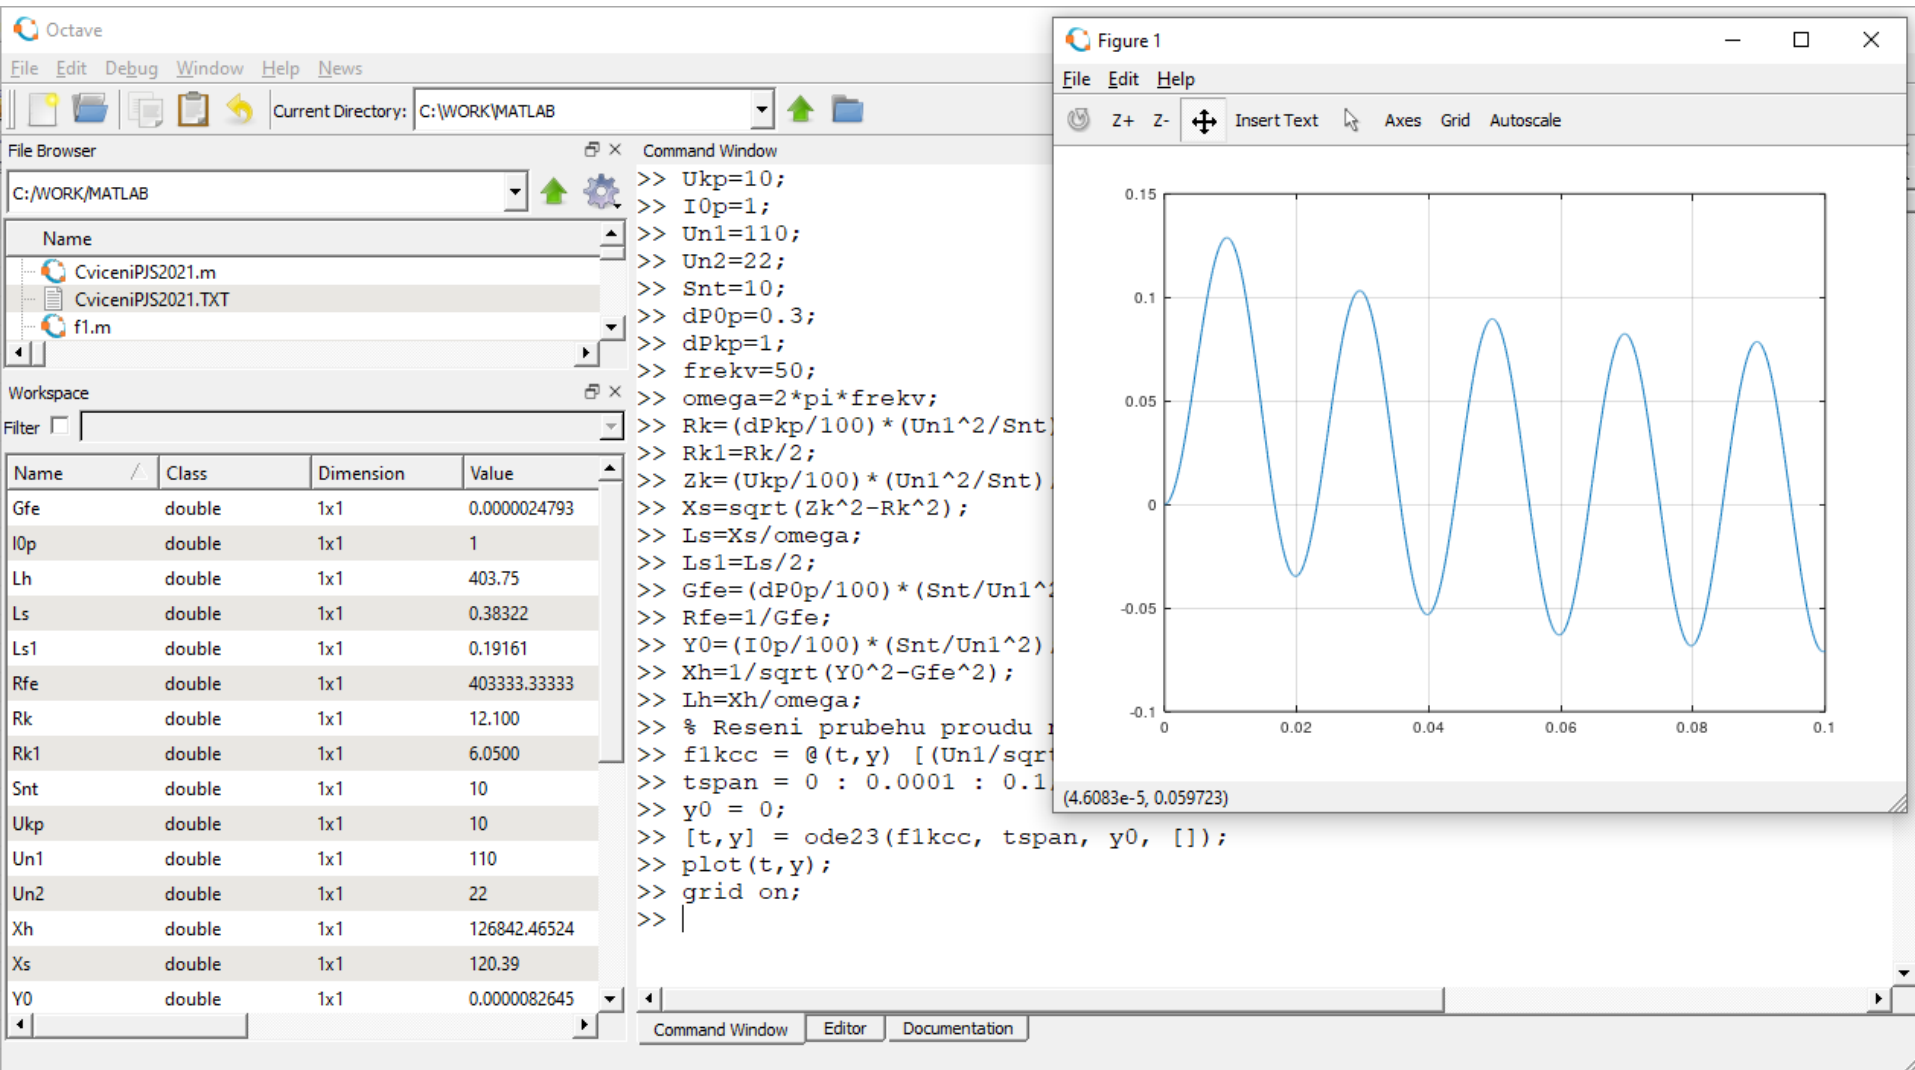 Octave
File Edit Debug Window Help News
Current Directory: C:\WORK\MATLAB
File Browser
C:/WORK/MATLAB
Name
CviceniPJS2021.m
CviceniPJS2021.TXT
f1.m
Workspace
Filter
Name Class Dimension Value
Gfe double 1x1 0.0000024793
I0p double 1x1 1
Lh double 1x1 403.75
Ls double 1x1 0.38322
Ls1 double 1x1 0.19161
Rfe double 1x1 403333.33333
Rk double 1x1 12.100
Rk1 double 1x1 6.0500
Snt double 1x1 10
Ukp double 1x1 10
Un1 double 1x1 110
Un2 double 1x1 22
Xh double 1x1 126842.46524
Xs double 1x1 120.39
Y0 double 1x1 0.0000082645
Command Window
>> Ukp=10;
>> I0p=1;
>> Un1=110;
>> Un2=22;
>> Snt=10;
>> dP0p=0.3;
>> dPkp=1;
>> frekv=50;
>> omega=2*pi*frekv;
>> Rk=(dPkp/100)*(Un1^2/Snt)
>> Rk1=Rk/2;
>> Zk=(Ukp/100)*(Un1^2/Snt)
>> Xs=sqrt(Zk^2-Rk^2);
>> Ls=Xs/omega;
>> Ls1=Ls/2;
>> Gfe=(dP0p/100)*(Snt/Un1^2
>> Rfe=1/Gfe;
>> Y0=(I0p/100)*(Snt/Un1^2)
>> Xh=1/sqrt(Y0^2-Gfe^2);
>> Lh=Xh/omega;
>> % Reseni prubehu proudu
>> f1kcc = @(t,y) [(Un1/sqrt
>> tspan = 0 : 0.0001 : 0.1
>> y0 = 0;
>> [t,y] = ode23(f1kcc, tspan, y0, []);
>> plot(t,y);
>> grid on;
>>
Command Window Editor Documentation
Figure 1
File Edit Help
Z+ Z- Insert Text Axes Grid Autoscale
0.15
0.1
0.05
0
-0.05
-0.1
0 0.02 0.04 0.06 0.08 0.1
(4.6083e-5, 0.059723)